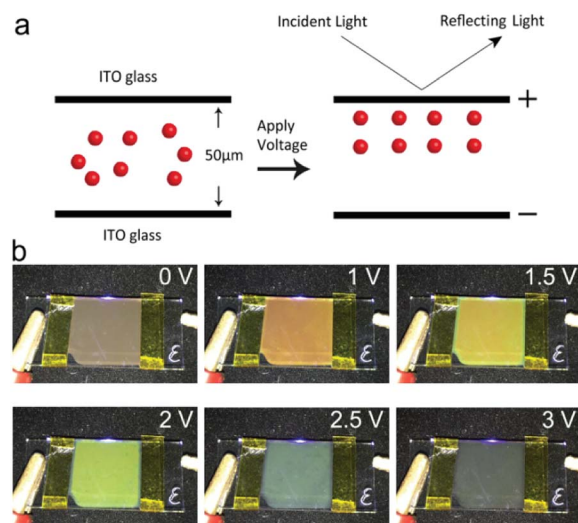 a
Incident Light
Reflecting Light
ITO glass
+
50μm
Apply
Voltage
−
ITO glass
b
0 V
1 V
1.5 V
ε
ε
ε
2 V
2.5 V
3 V
ε
ε
ε